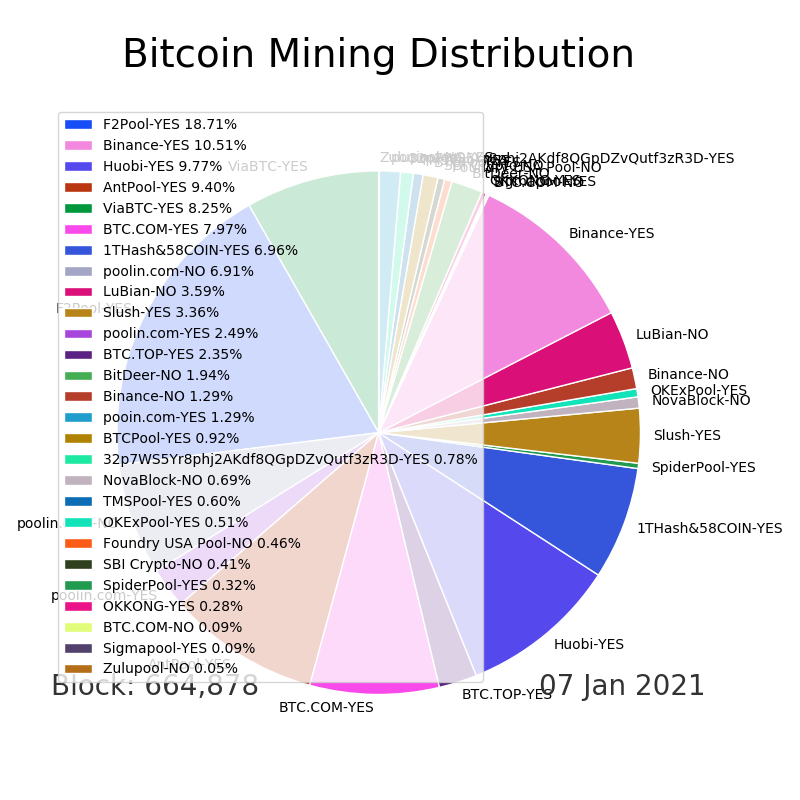 Bitcoin Mining Distribution
F2Pool-YES 18.71%
Binance-YES 10.51%
Huobi-YES 9.77%
AntPool-YES 9.40%
ViaBTC-YES 8.25%
BTC.COM-YES 7.97%
1THash&58COIN-YES 6.96%
poolin.com-NO 6.91%
LuBian-NO 3.59%
Slush-YES 3.36%
poolin.com-YES 2.49%
BTC.TOP-YES 2.35%
BitDeer-NO 1.94%
Binance-NO 1.29%
pooin.com-YES 1.29%
BTCPool-YES 0.92%
32p7WS5Yr8phj2AKdf8QGpDZvQutf3zR3D-YES 0.78%
NovaBlock-NO 0.69%
TMSPool-YES 0.60%
OKExPool-YES 0.51%
Foundry USA Pool-NO 0.46%
SBI Crypto-NO 0.41%
SpiderPool-YES 0.32%
OKKONG-YES 0.28%
BTC.COM-NO 0.09%
Sigmapool-YES 0.09%
Zulupool-NO 0.05%
ViaBTC-YES
F2Pool-YES
poolin.com-YES
AntPool-YES
BTC.COM-YES
BTC.TOP-YES
Huobi-YES
1THash&58COIN-YES
SpiderPool-YES
Slush-YES
NovaBlock-NO
OKExPool-YES
Binance-NO
LuBian-NO
Binance-YES
BitDeer-NO
Block: 664,878
07 Jan 2021